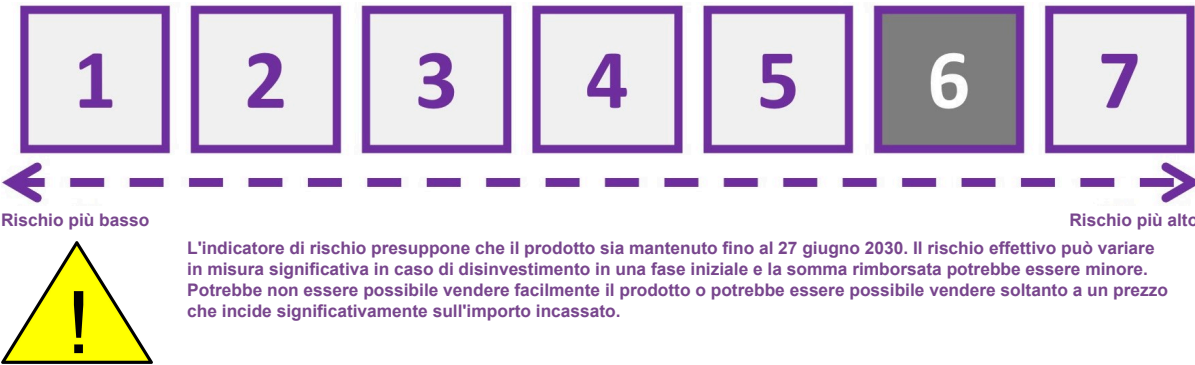 1 2 3 4 5 6 7
Rischio più basso Rischio più alto
!
L'indicatore di rischio presuppone che il prodotto sia mantenuto fino al 27 giugno 2030. Il rischio effettivo può variare
in misura significativa in caso di disinvestimento in una fase iniziale e la somma rimborsata potrebbe essere minore.
Potrebbe non essere possibile vendere facilmente il prodotto o potrebbe essere possibile vendere soltanto a un prezzo
che incide significativamente sull'importo incassato.